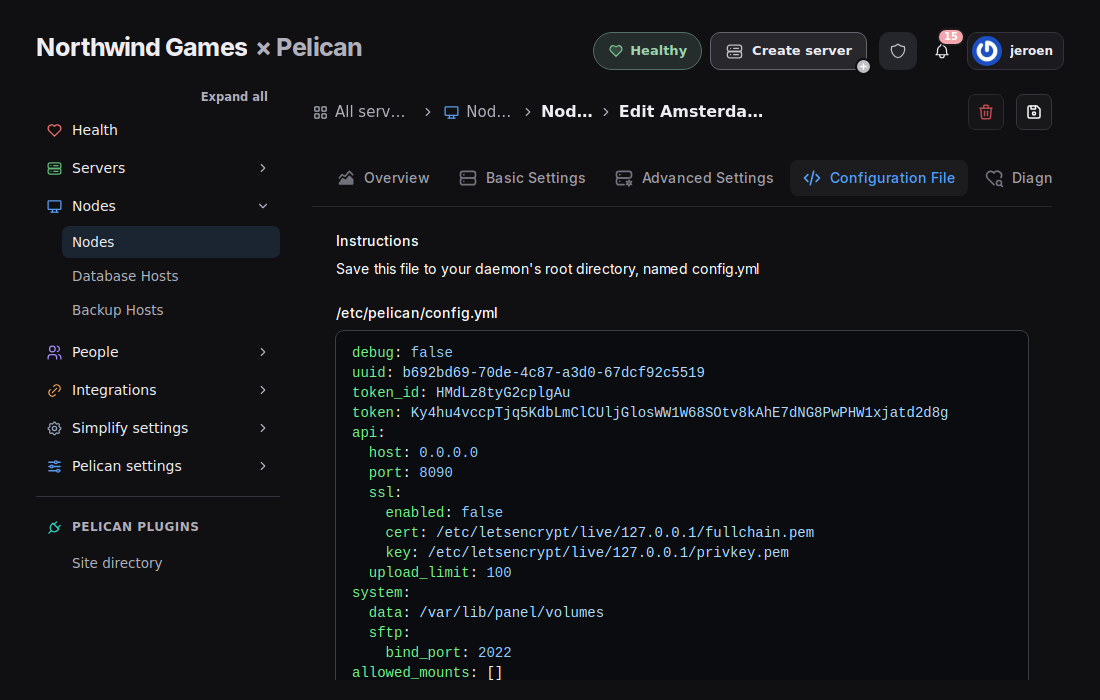 Northwind Games × Pelican
Healthy
Create server
15
jeroen
Expand all
Health
Servers
Nodes
Nodes
Database Hosts
Backup Hosts
People
Integrations
Simplify settings
Pelican settings
PELICAN PLUGINS
Site directory
All serv... > Nod... > Nod... > Edit Amsterda...
Overview
Basic Settings
Advanced Settings
Configuration File
Diagn
Instructions
Save this file to your daemon's root directory, named config.yml
/etc/pelican/config.yml
debug: false
uuid: b692bd69-70de-4c87-a3d0-67dcf92c5519
token_id: HMdLz8tyG2cplgAu
token: Ky4hu4vccpTjq5KdbLmClCUljGlosWW1W68SOtv8kAhE7dNG8PwPHW1xjatd2d8g
api:
  host: 0.0.0.0
  port: 8090
  ssl:
    enabled: false
    cert: /etc/letsencrypt/live/127.0.0.1/fullchain.pem
    key: /etc/letsencrypt/live/127.0.0.1/privkey.pem
  upload_limit: 100
system:
  data: /var/lib/panel/volumes
  sftp:
    bind_port: 2022
allowed_mounts: []